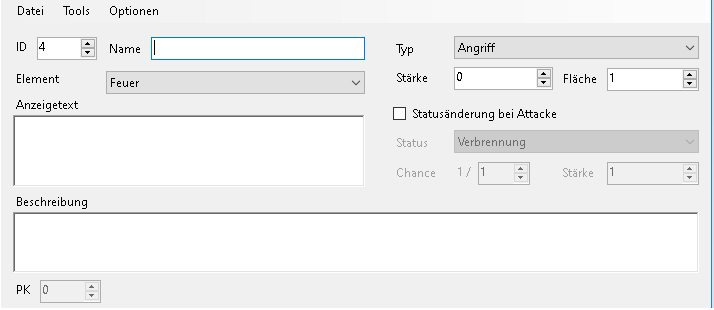 Datei Tools Optionen
ID 4 Name Typ Angriff
Element Feuer Stärke 0 Fläche 1
Anzeigetext Statusänderung bei Attacke
Status Verbrennung
Chance 1 / 1 Stärke 1
Beschreibung
PK 0